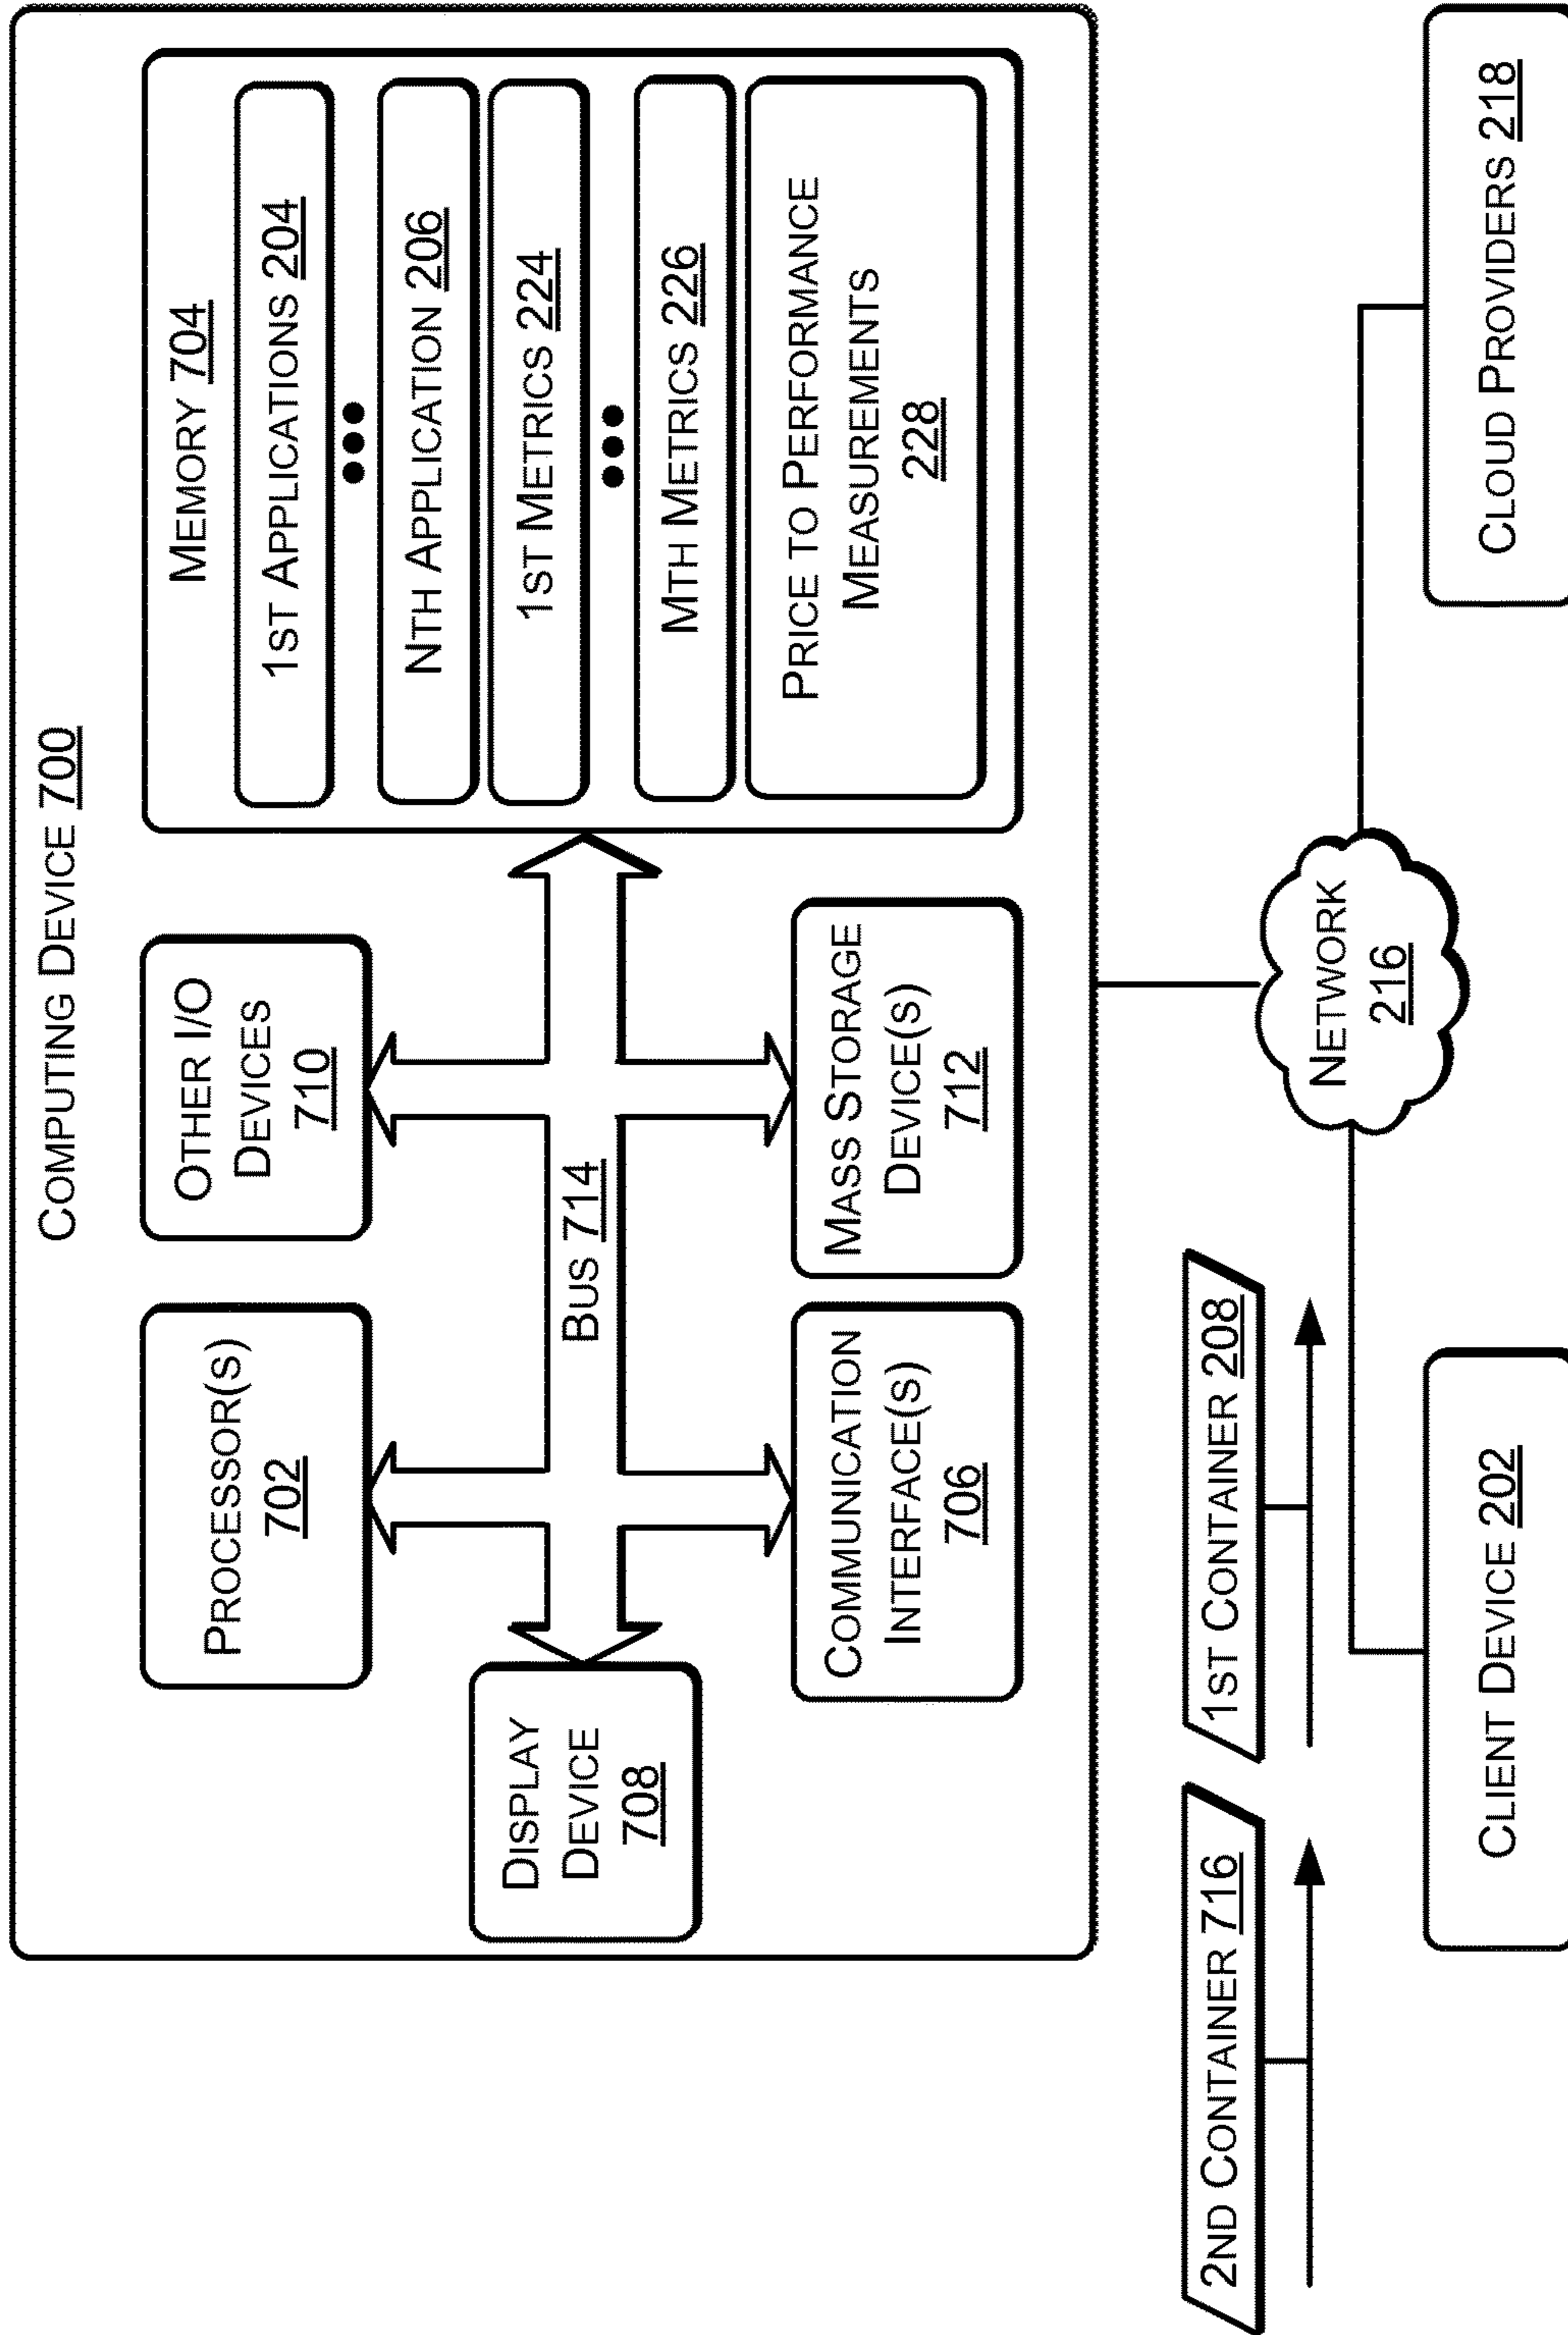 COMPUTING DEVICE 700
PROCESSOR(S)
702
OTHER I/O
DEVICES
710
MEMORY 704
1ST APPLICATIONS 204
●●●
NTH APPLICATION 206
1ST METRICS 224
●●●
MTH METRICS 226
PRICE TO PERFORMANCE
MEASUREMENTS
228
DISPLAY
DEVICE
708
BUS 714
COMMUNICATION
INTERFACE(S)
706
MASS STORAGE
DEVICE(S)
712
2ND CONTAINER 716
1ST CONTAINER 208
NETWORK
216
CLIENT DEVICE 202
CLOUD PROVIDERS 218